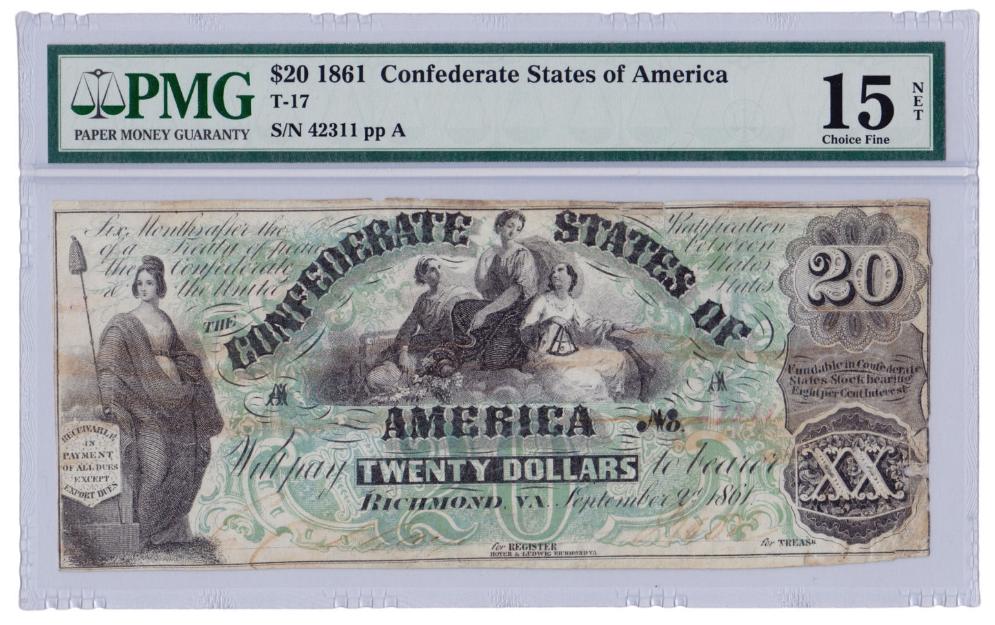 PMG
PAPER MONEY GUARANTY
$20 1861 Confederate States of America
T-17
S/N 42311 pp A
15
NET
Choice Fine
Six Months after the Ratification
of a Treaty of peace between
the Confederate States
& the United States
THE
CONFEDERATE STATES OF
AMERICA
20
Fundable in Confederate
States Stock bearing
Eight per Cent Interest
A
A
A
No.
RECEIVABLE
IN
PAYMENT
OF ALL DUES
EXCEPT
EXPORT DUES
Will pay TWENTY DOLLARS to bearer
RICHMOND, VA. September 2d 1861
XX
for REGISTER
HOYER & LUDWIG RICHMOND VA
for TREASR